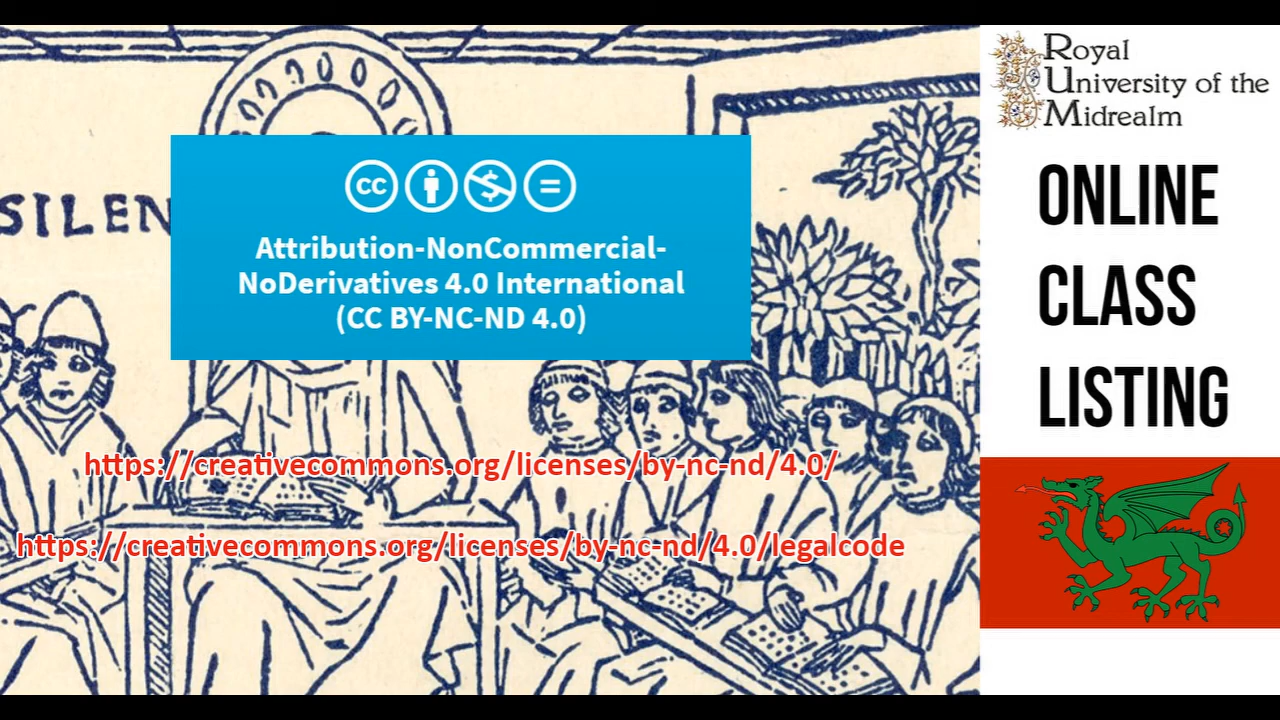 Royal
University of the
Midrealm
ONLINE
CLASS
LISTING
SILEN
cc
Attribution-NonCommercial-
NoDerivatives 4.0 International
(CC BY-NC-ND 4.0)
https://creativecommons.org/licenses/by-nc-nd/4.0/
https://creativecommons.org/licenses/by-nc-nd/4.0/legalcode